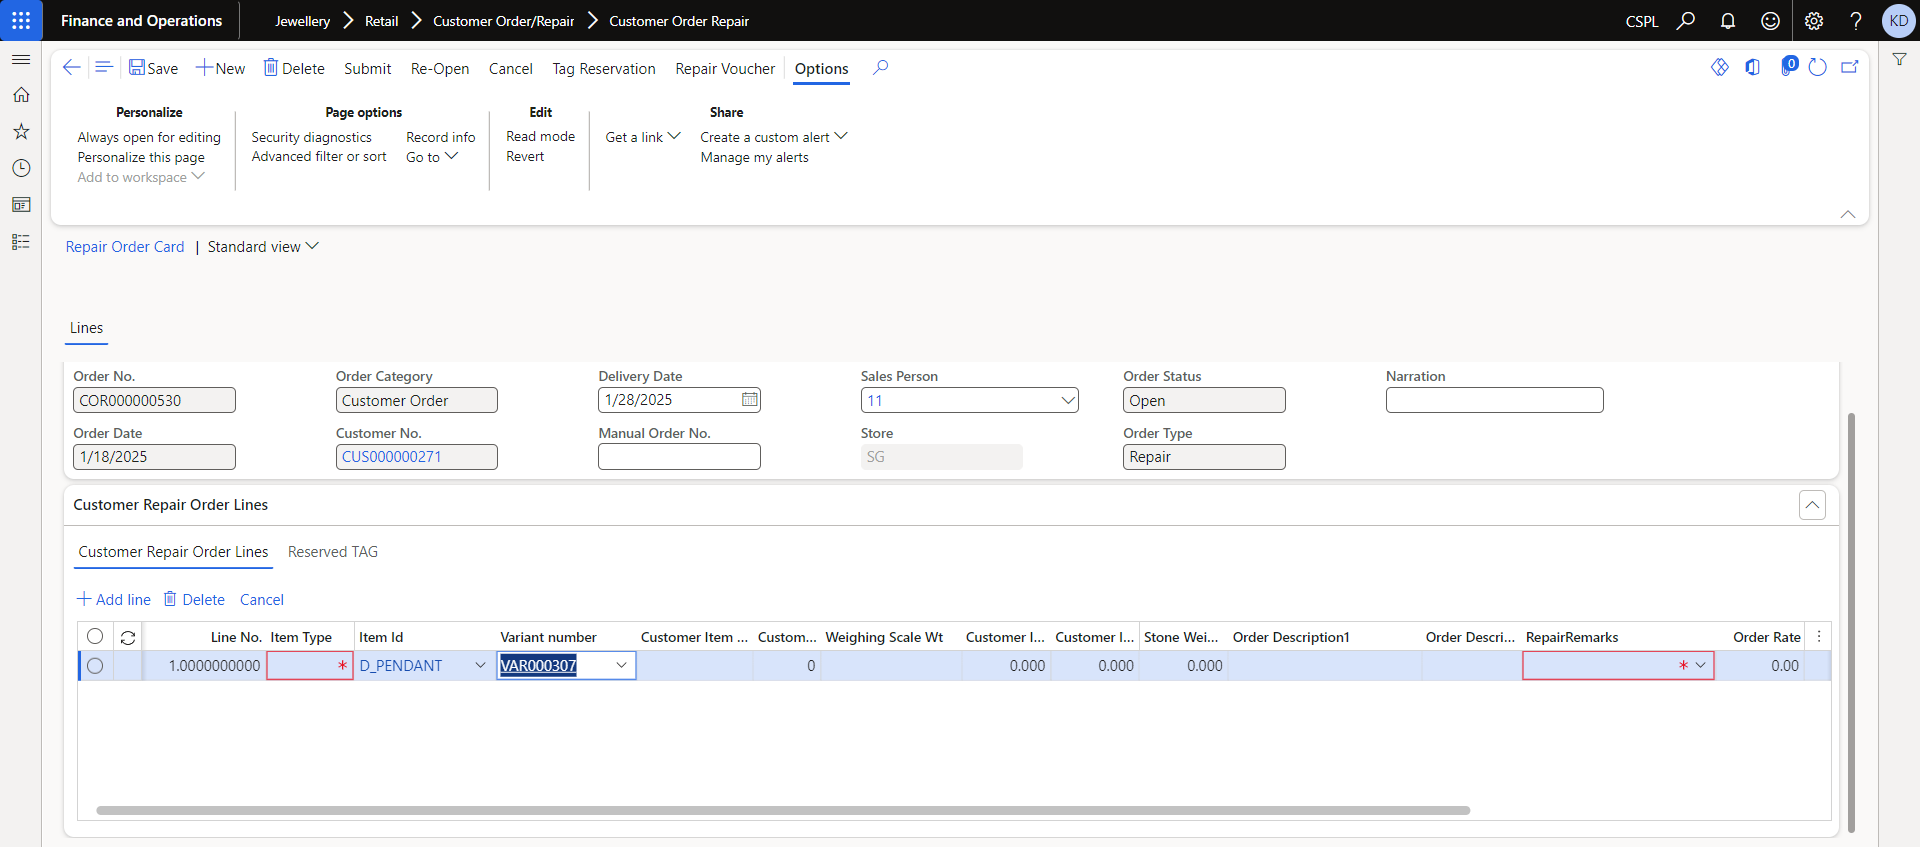 Finance and Operations
Jewellery > Retail > Customer Order/Repair > Customer Order Repair
CSPL
KD
Save
New
Delete
Submit
Re-Open
Cancel
Tag Reservation
Repair Voucher
Options
0
Personalize
Always open for editing
Personalize this page
Add to workspace
Page options
Security diagnostics
Advanced filter or sort
Record info
Go to
Edit
Read mode
Revert
Get a link
Share
Create a custom alert
Manage my alerts
Repair Order Card | Standard view
Lines
Order No.
COR000000530
Order Category
Customer Order
Delivery Date
1/28/2025
Sales Person
11
Order Status
Open
Narration
Order Date
1/18/2025
Customer No.
CUS000000271
Manual Order No.
Store
SG
Order Type
Repair
Customer Repair Order Lines
Customer Repair Order Lines
Reserved TAG
+ Add line
Delete
Cancel
Line No. Item Type Item Id Variant number Customer Item ... Custom... Weighing Scale Wt Customer I... Customer I... Stone Wei... Order Description1 Order Descri... RepairRemarks Order Rate
1.0000000000 * D_PENDANT VAR000307 0 0.000 0.000 0.000 * 0.00